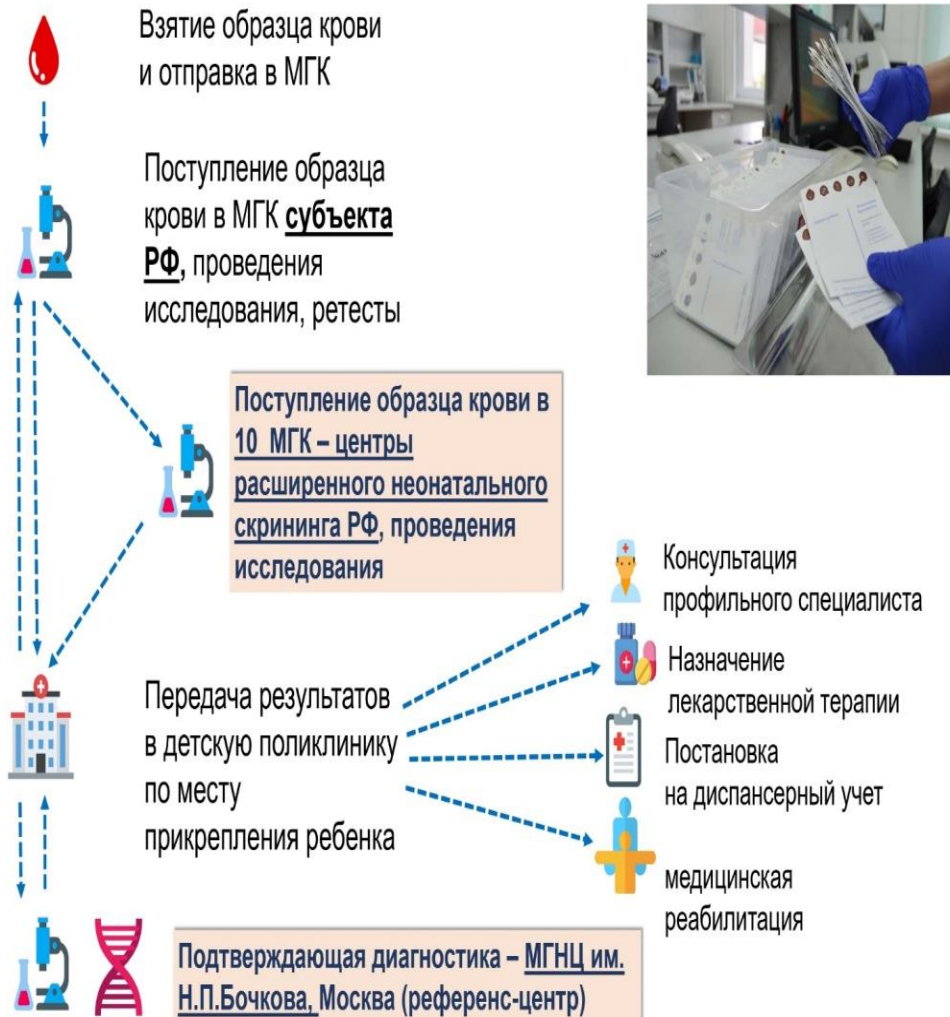 Взятие образца крови
и отправка в МГК
Поступление образца
крови в МГК субъекта
РФ, проведения
исследования, ретесты
Поступление образца крови в
10 МГК – центры
расширенного неонатального
скрининга РФ, проведения
исследования
Передача результатов
в детскую поликлинику
по месту
прикрепления ребенка
Консультация
профильного специалиста
Назначение
лекарственной терапии
Постановка
на диспансерный учет
медицинская
реабилитация
Подтверждающая диагностика – МГНЦ им.
Н.П.Бочкова, Москва (референс-центр)